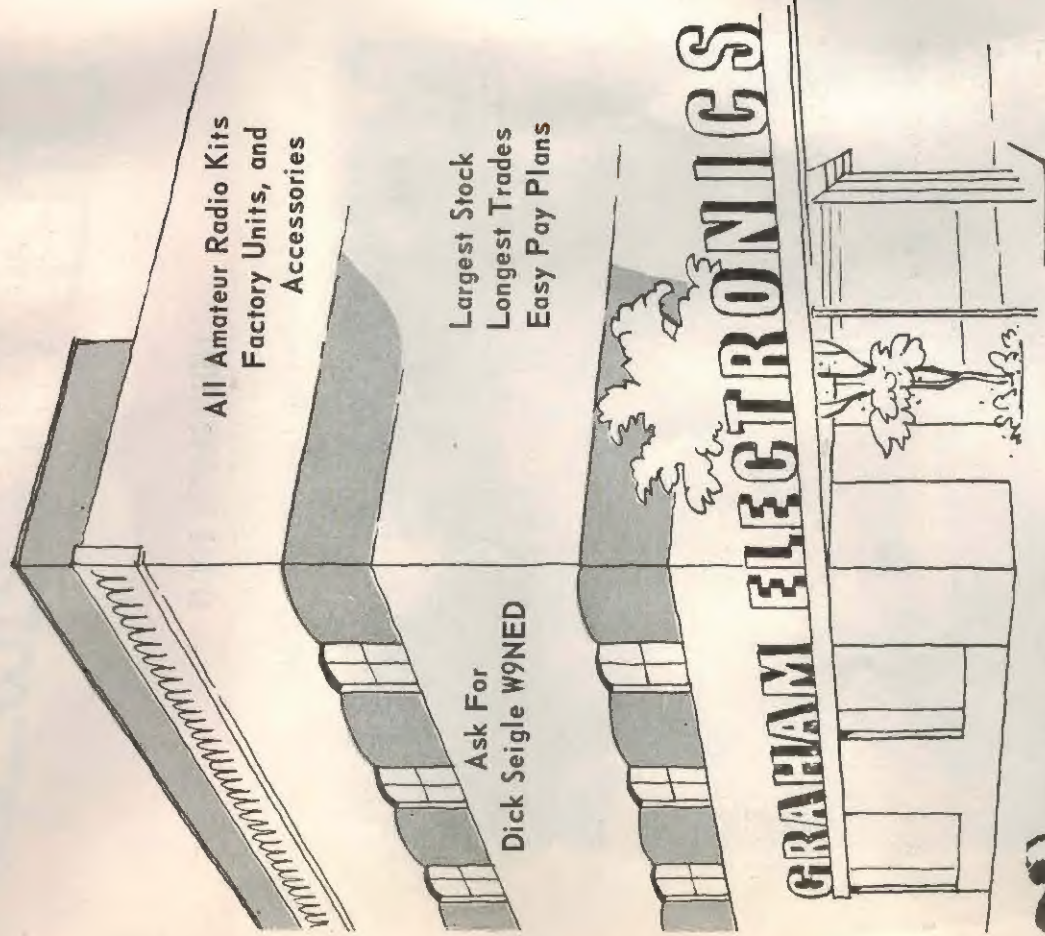 All Amateur Radio Kits
Factory Units, and
Accessories
Largest Stock
Longest Trades
Easy Pay Plans
Ask For
Dick Seigle W9NED
GRAHAM ELECTRONICS